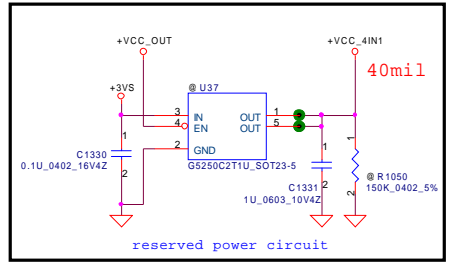 +VCC_OUT
+VCC_4IN1
40mil
+3VS
@ U37
3 IN OUT 1
4 EN OUT 5
2 GND
G5250C2T1U_SOT23-5
1
C1330
0.1U_0402_16V4Z
2
1
C1331
1U_0603_10V4Z
2
1
@ R1050
150K_0402_5%
2
reserved power circuit